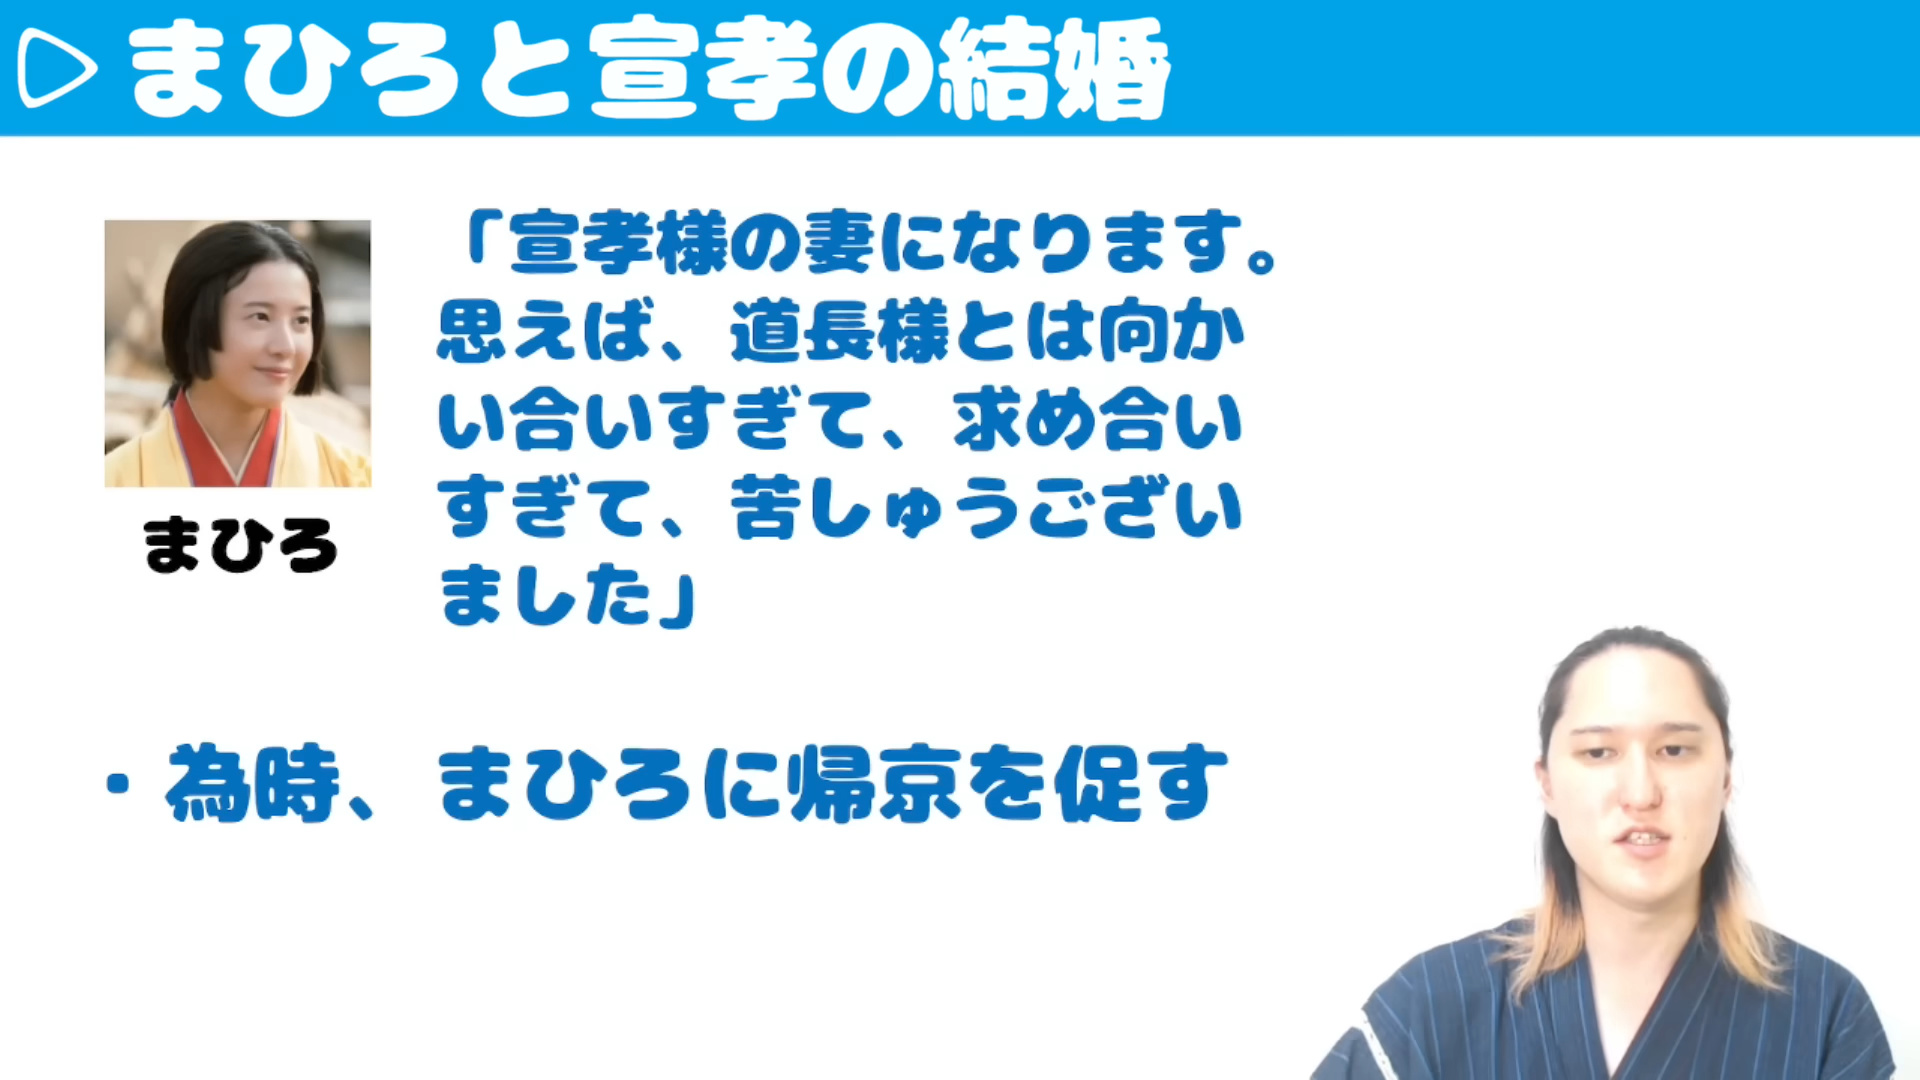 まひろと宣孝の結婚
「宣孝様の妻になります。
思えば、道長様とは向か
い合いすぎて、求め合い
すぎて、苦しゅうござい
ました」
まひろ
・為時、まひろに帰京を促す